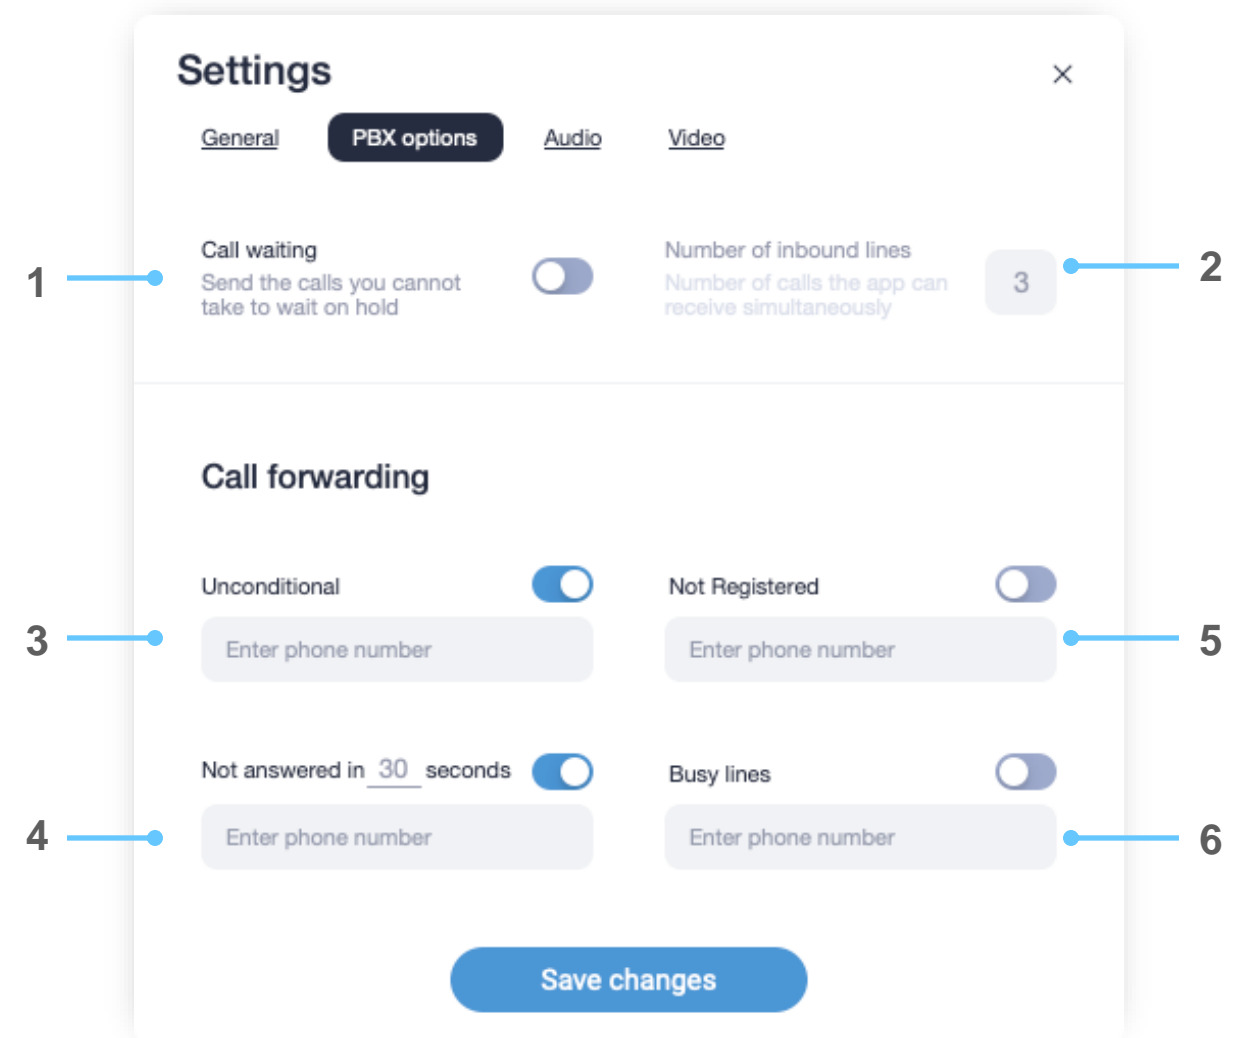 Settings
General
PBX options
Audio
Video
Call waiting
Send the calls you cannot
take to wait on hold
1
Number of inbound lines
Number of calls the app can
receive simultaneously
3
2
Call forwarding
Unconditional
Enter phone number
3
Not Registered
Enter phone number
5
Not answered in 30 seconds
Enter phone number
4
Busy lines
Enter phone number
6
Save changes